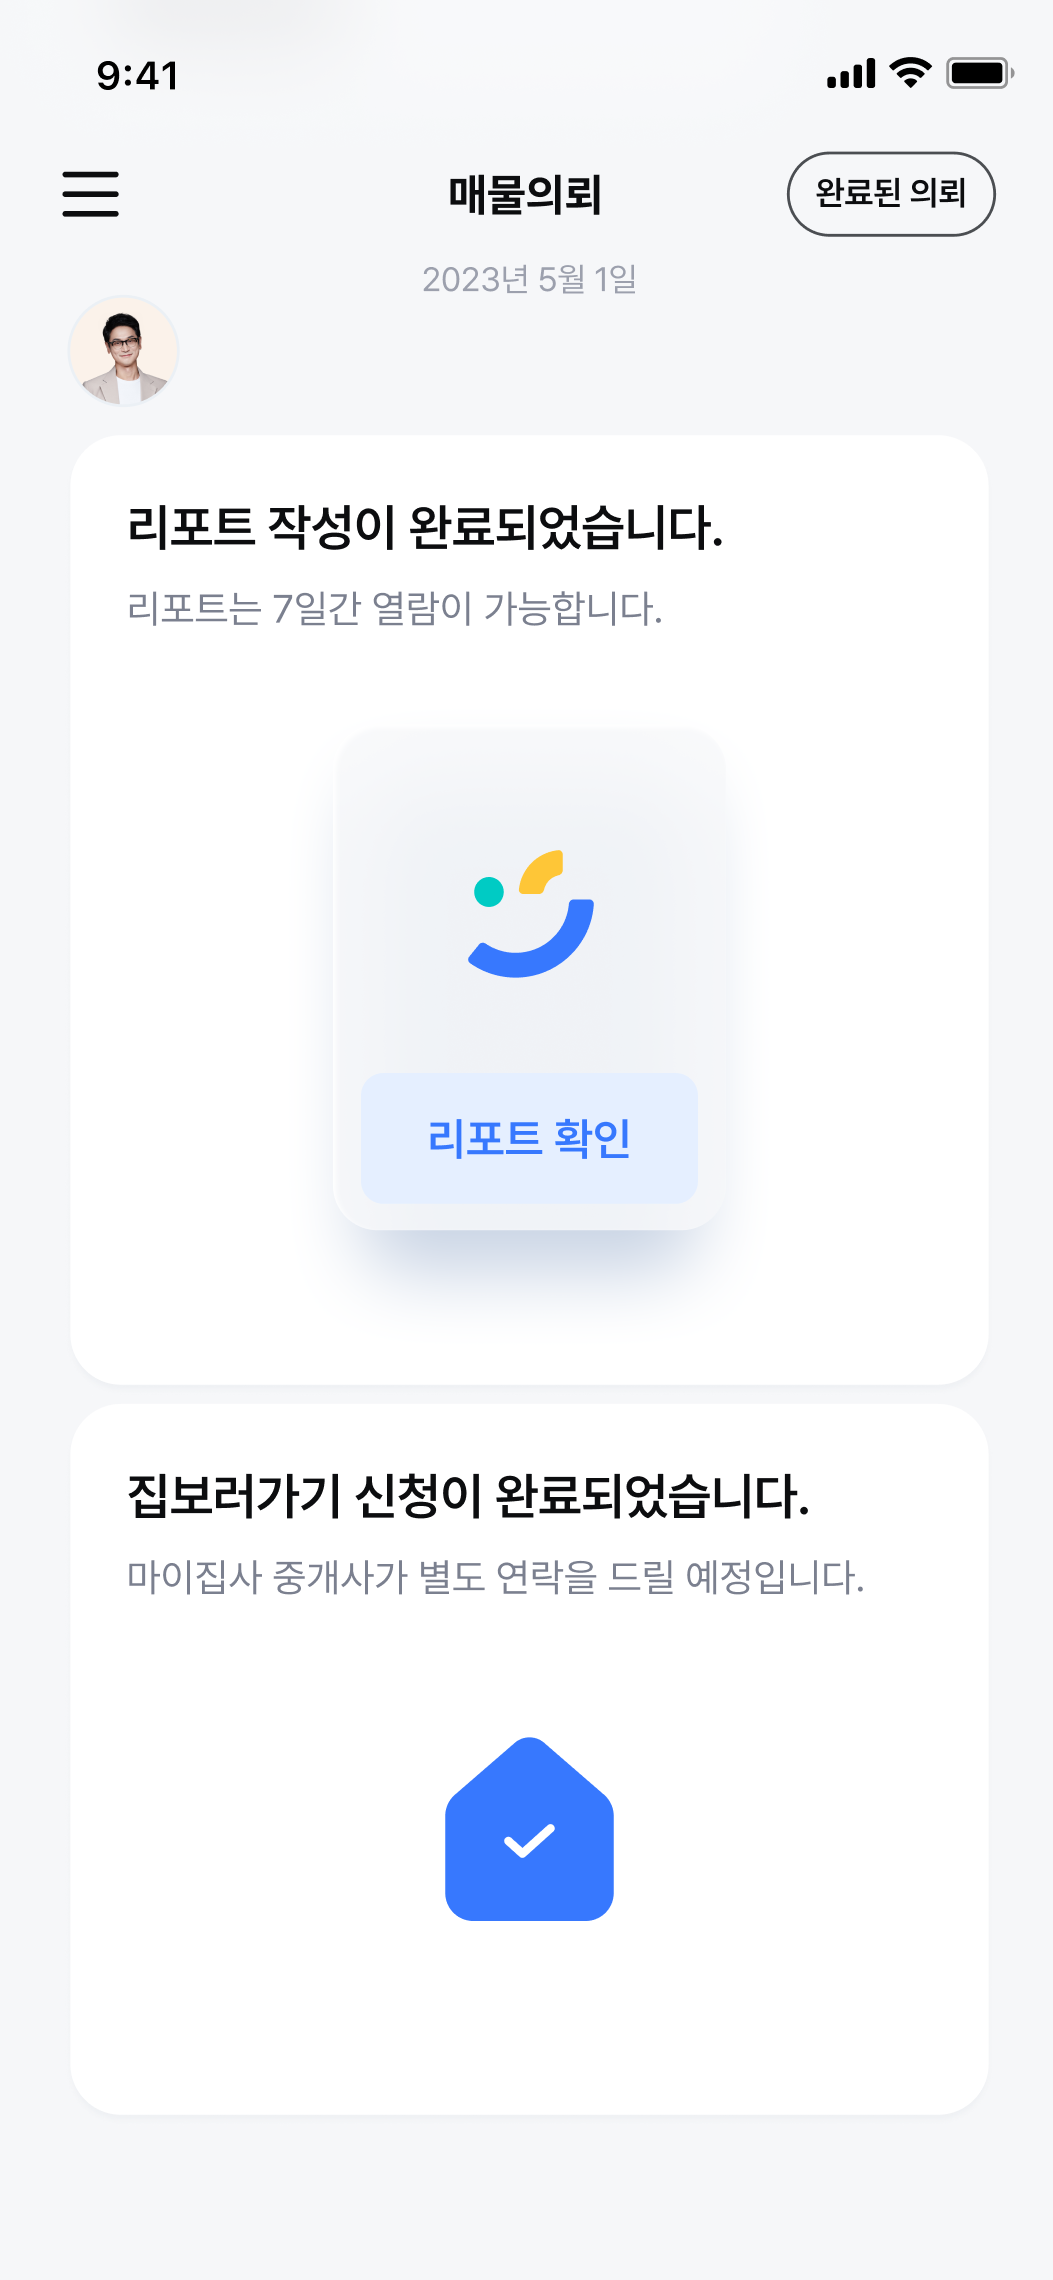 9:41
매물의뢰
완료된 의뢰
2023년 5월 1일
리포트 작성이 완료되었습니다.
리포트는 7일간 열람이 가능합니다.
리포트 확인
집보러가기 신청이 완료되었습니다.
마이집사 중개사가 별도 연락을 드릴 예정입니다.